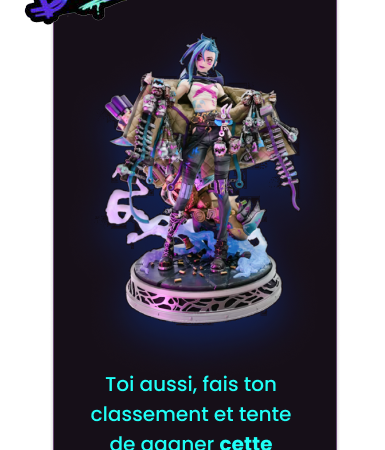 Toi aussi, fais ton
classement et tente
de gagner cette